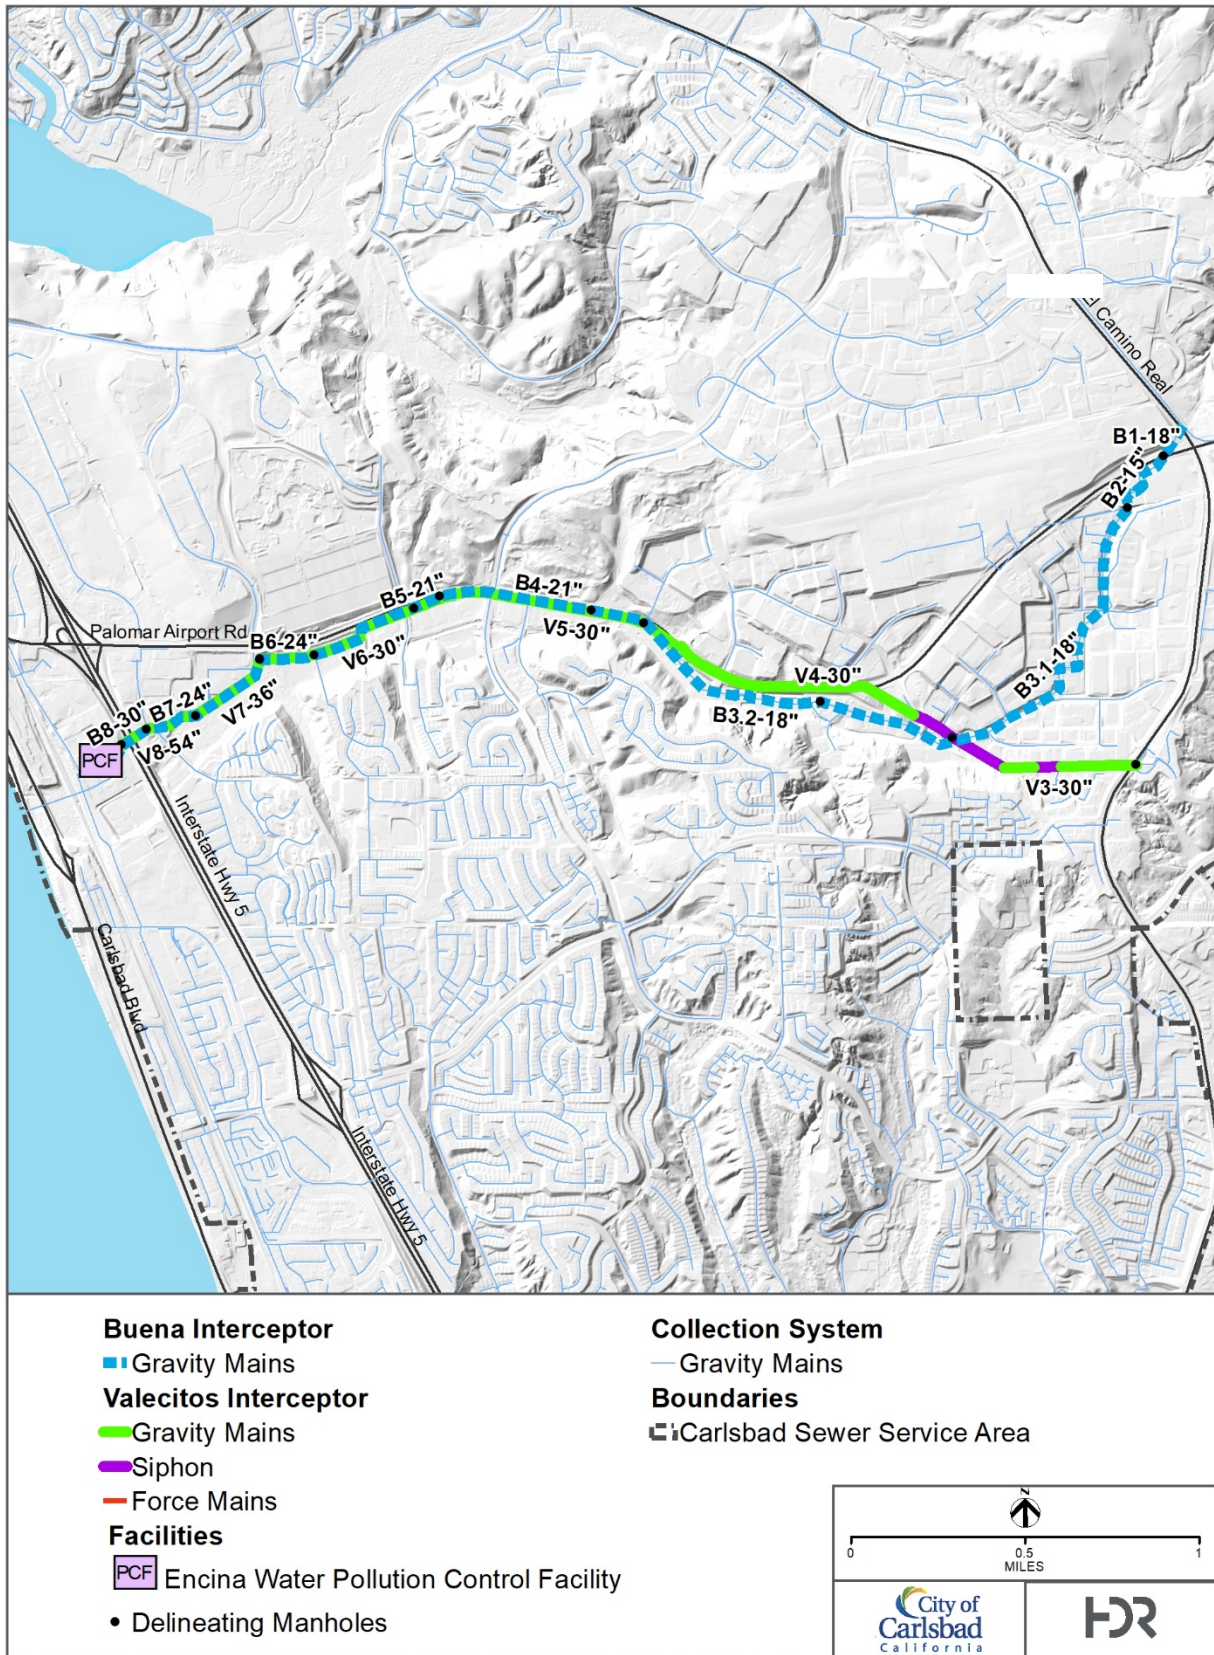 El Camino Real
B1-18"
B2-15"
B5-21"
B4-21"
Palomar Airport Rd
B6-24"
V6-30"
V5-30"
B3.1-18"
V4-30"
B8-30"
B7-24"
V7-36"
B3.2-18"
V8-54"
PCF
V3-30"
Interstate Hwy 5
Carlsbad Blvd
Interstate Hwy 5
Buena Interceptor
Gravity Mains
Valecitos Interceptor
Gravity Mains
Siphon
Force Mains
Facilities
PCF Encina Water Pollution Control Facility
Delineating Manholes
Collection System
Gravity Mains
Boundaries
Carlsbad Sewer Service Area
N
0 0.5 1
MILES
City of
Carlsbad
California
HDR